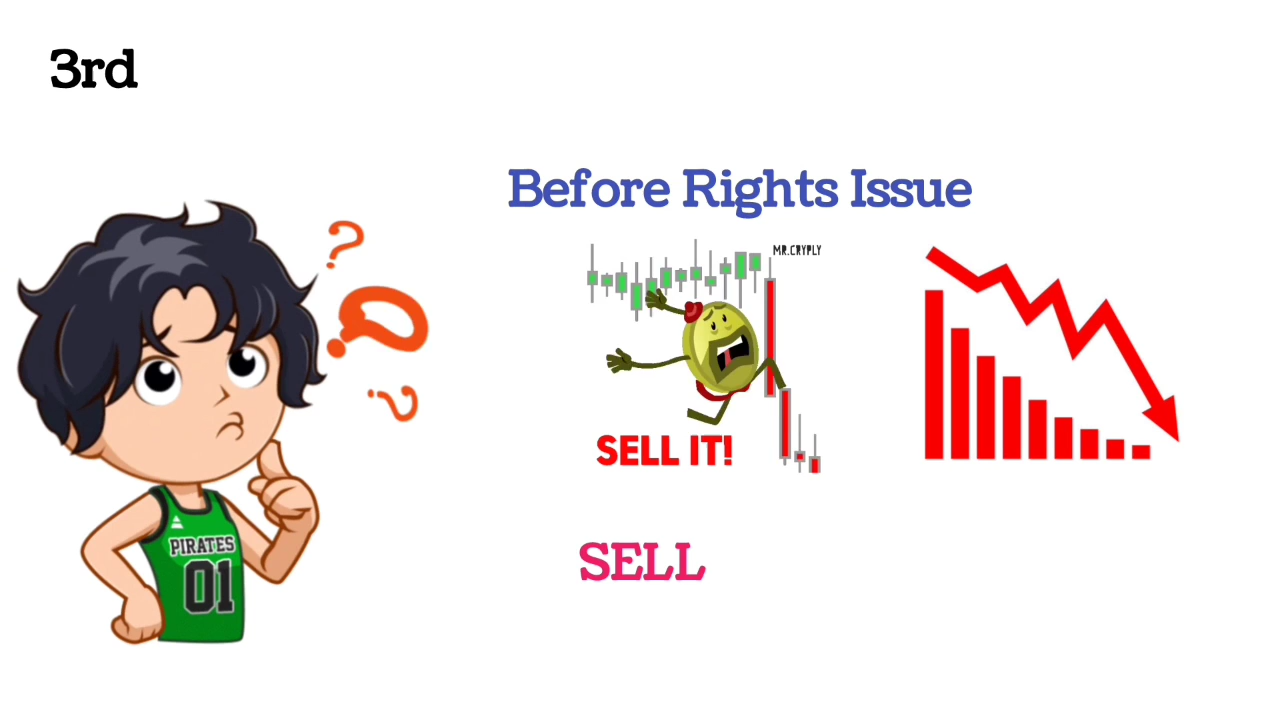 3rd
Before Rights Issue
MR.CRYPLY
SELL IT!
SELL
PIRATES
01